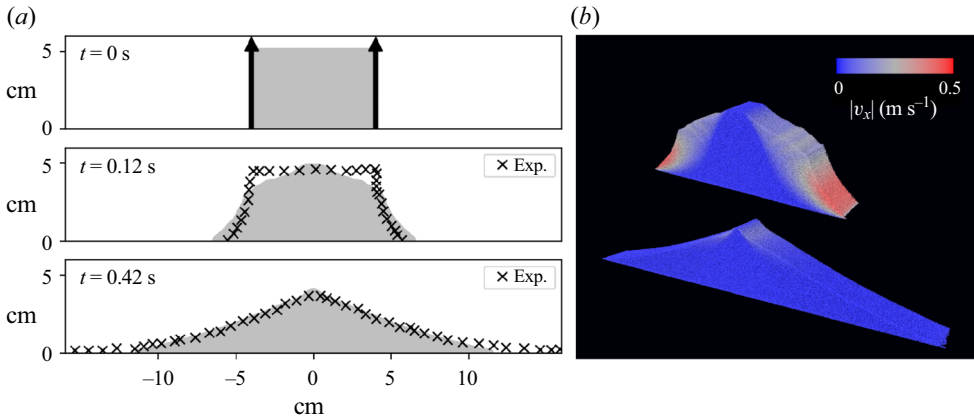 (a)
5
t = 0 s
cm
0
5
t = 0.12 s
× Exp.
cm
0
5
t = 0.42 s
× Exp.
cm
0
–10 –5 0 5 10
cm
(b)
0 0.5
|vₓ| (m s⁻¹)